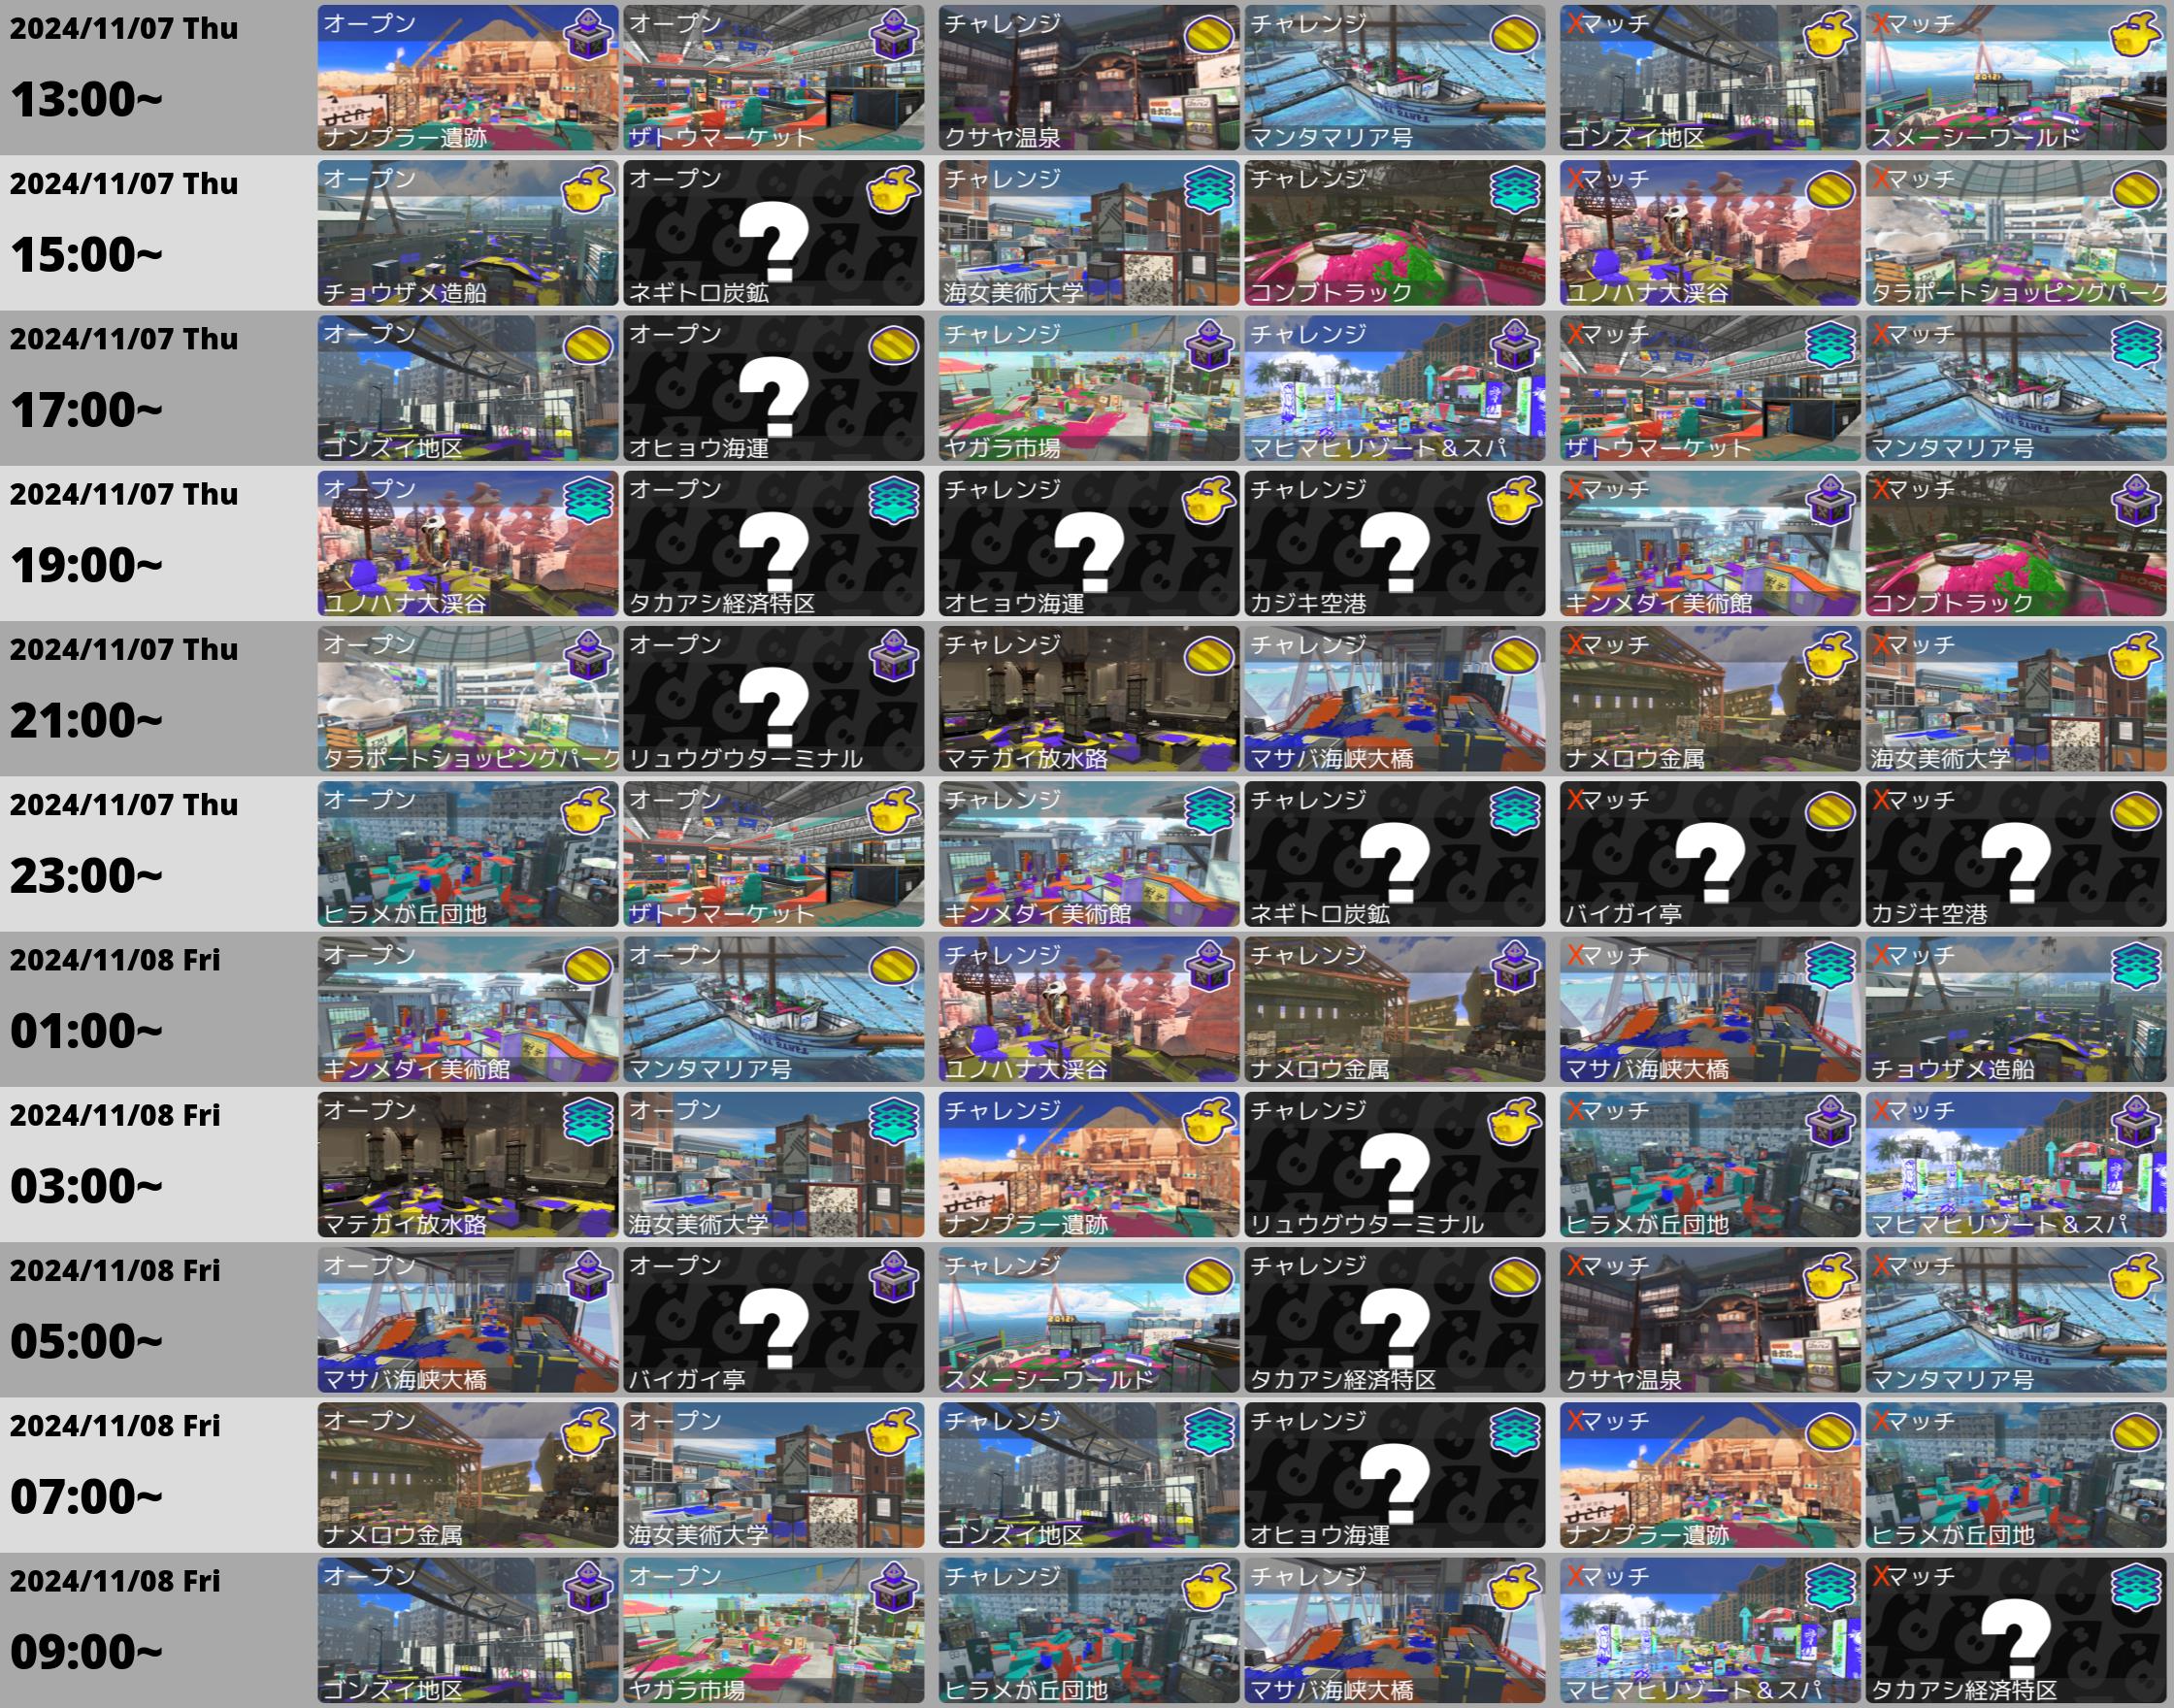 2024/11/07 Thu
13:00~
オープン
ナンプラー遺跡
オープン
ザトウマーケット
チャレンジ
クサヤ温泉
チャレンジ
マンタマリア号
Xマッチ
ゴンズイ地区
Xマッチ
スメーシーワールド
2024/11/07 Thu
15:00~
オープン
チョウザメ造船
オープン
?
ネギトロ炭鉱
チャレンジ
海女美術大学
チャレンジ
コンブトラック
Xマッチ
ユノハナ大渓谷
Xマッチ
タラポートショッピングパーク
2024/11/07 Thu
17:00~
オープン
ゴンズイ地区
オープン
?
オヒョウ海運
チャレンジ
ヤガラ市場
チャレンジ
マヒマヒリゾート&スパ
Xマッチ
ザトウマーケット
Xマッチ
マンタマリア号
2024/11/07 Thu
19:00~
オープン
ユノハナ大渓谷
オープン
?
タカアシ経済特区
チャレンジ
?
オヒョウ海運
チャレンジ
?
カジキ空港
Xマッチ
キンメダイ美術館
Xマッチ
コンブトラック
2024/11/07 Thu
21:00~
オープン
タラポートショッピングパーク
オープン
?
リュウグウターミナル
チャレンジ
マテガイ放水路
チャレンジ
マサバ海峡大橋
Xマッチ
ナメロウ金属
Xマッチ
海女美術大学
2024/11/07 Thu
23:00~
オープン
ヒラメが丘団地
オープン
ザトウマーケット
チャレンジ
キンメダイ美術館
チャレンジ
?
ネギトロ炭鉱
Xマッチ
?
バイガイ亭
Xマッチ
?
カジキ空港
2024/11/08 Fri
01:00~
オープン
キンメダイ美術館
オープン
マンタマリア号
チャレンジ
ユノハナ大渓谷
チャレンジ
ナメロウ金属
Xマッチ
マサバ海峡大橋
Xマッチ
チョウザメ造船
2024/11/08 Fri
03:00~
オープン
マテガイ放水路
オープン
海女美術大学
チャレンジ
ナンプラー遺跡
チャレンジ
?
リュウグウターミナル
Xマッチ
ヒラメが丘団地
Xマッチ
マヒマヒリゾート&スパ
2024/11/08 Fri
05:00~
オープン
マサバ海峡大橋
オープン
?
バイガイ亭
チャレンジ
スメーシーワールド
チャレンジ
?
タカアシ経済特区
Xマッチ
クサヤ温泉
Xマッチ
マンタマリア号
2024/11/08 Fri
07:00~
オープン
ナメロウ金属
オープン
海女美術大学
チャレンジ
ゴンズイ地区
チャレンジ
?
オヒョウ海運
Xマッチ
ナンプラー遺跡
Xマッチ
ヒラメが丘団地
2024/11/08 Fri
09:00~
オープン
ゴンズイ地区
オープン
ヤガラ市場
チャレンジ
ヒラメが丘団地
チャレンジ
マサバ海峡大橋
Xマッチ
マヒマヒリゾート&スパ
Xマッチ
?
タカアシ経済特区